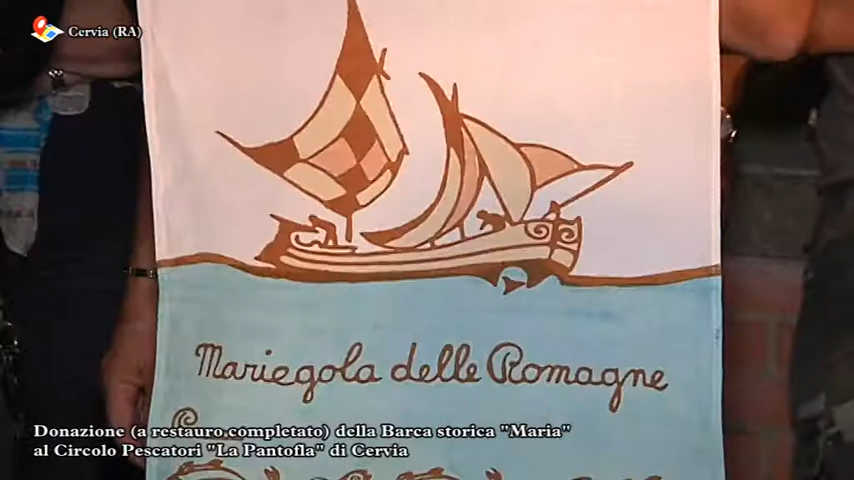 Cervia (RA)
Mariegola delle Romagne
Donazione (a restauro completato) della Barca storica "Maria"
al Circolo Pescatori "La Pantofla" di Cervia